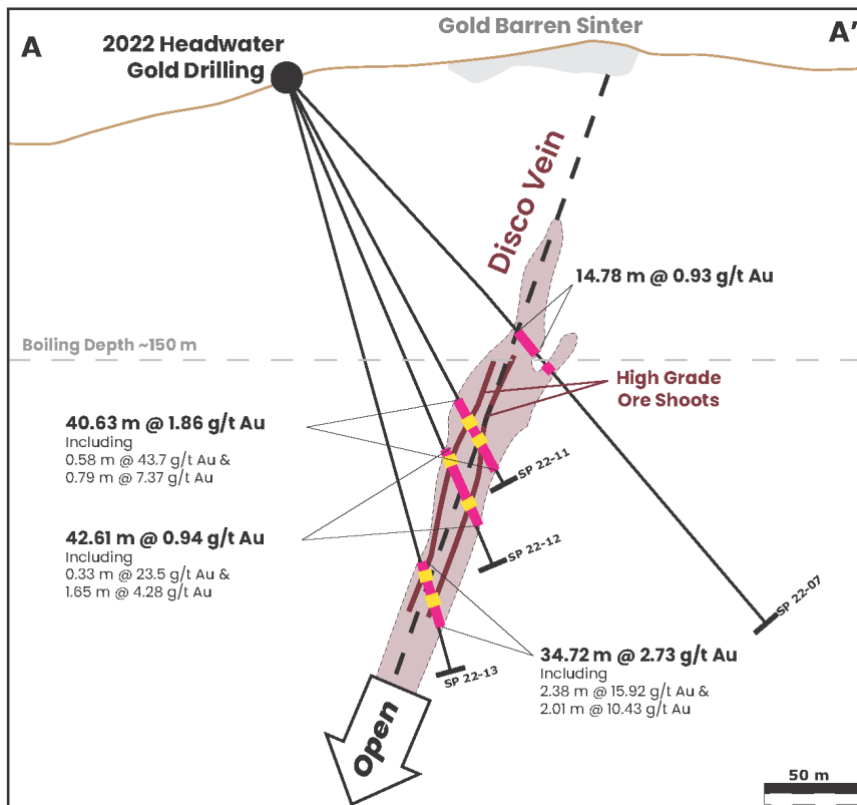 A
2022 Headwater
Gold Drilling
Gold Barren Sinter
A'
Disco Vein
14.78 m @ 0.93 g/t Au
Boiling Depth ~150 m
High Grade
Ore Shoots
40.63 m @ 1.86 g/t Au
Including
0.58 m @ 43.7 g/t Au &
0.79 m @ 7.37 g/t Au
SP 22-11
42.61 m @ 0.94 g/t Au
Including
0.33 m @ 23.5 g/t Au &
1.65 m @ 4.28 g/t Au
SP 22-12
SP 22-07
34.72 m @ 2.73 g/t Au
Including
2.38 m @ 15.92 g/t Au &
2.01 m @ 10.43 g/t Au
SP 22-13
Open
50 m